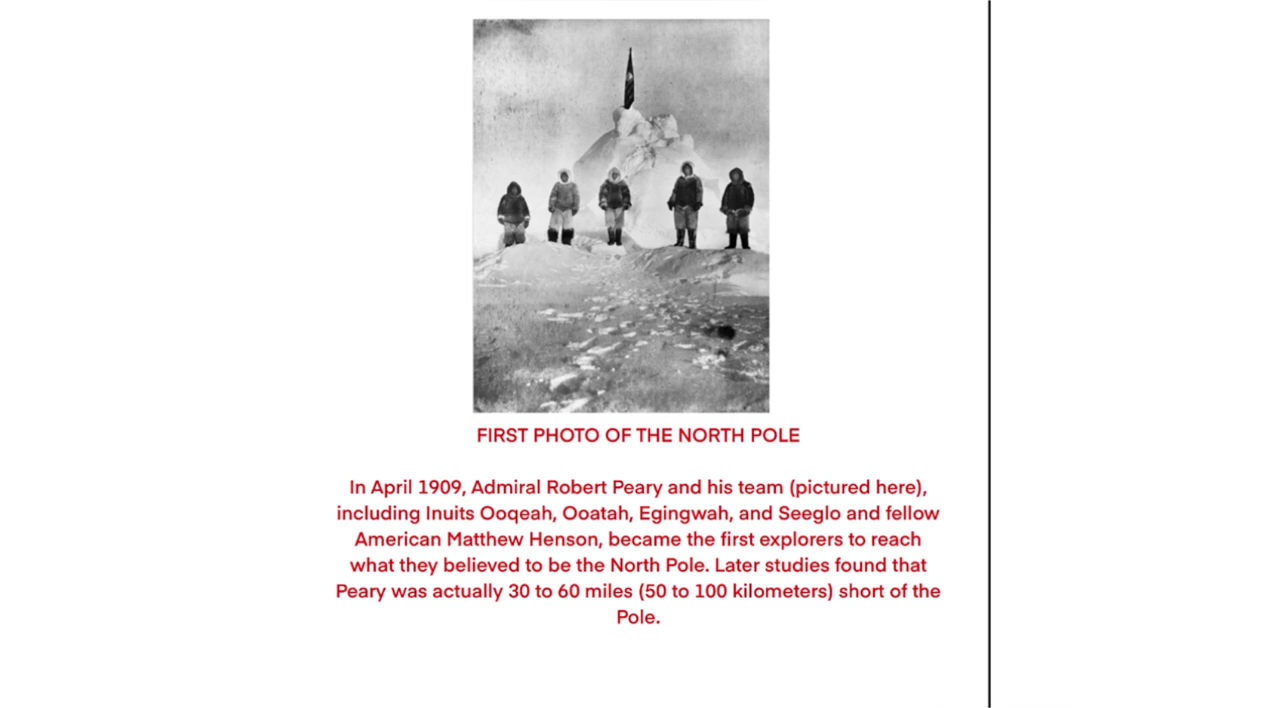 FIRST PHOTO OF THE NORTH POLE
In April 1909, Admiral Robert Peary and his team (pictured here),
including Inuits Ooqeah, Ooatah, Egingwah, and Seeglo and fellow
American Matthew Henson, became the first explorers to reach
what they believed to be the North Pole. Later studies found that
Peary was actually 30 to 60 miles (50 to 100 kilometers) short of the
Pole.